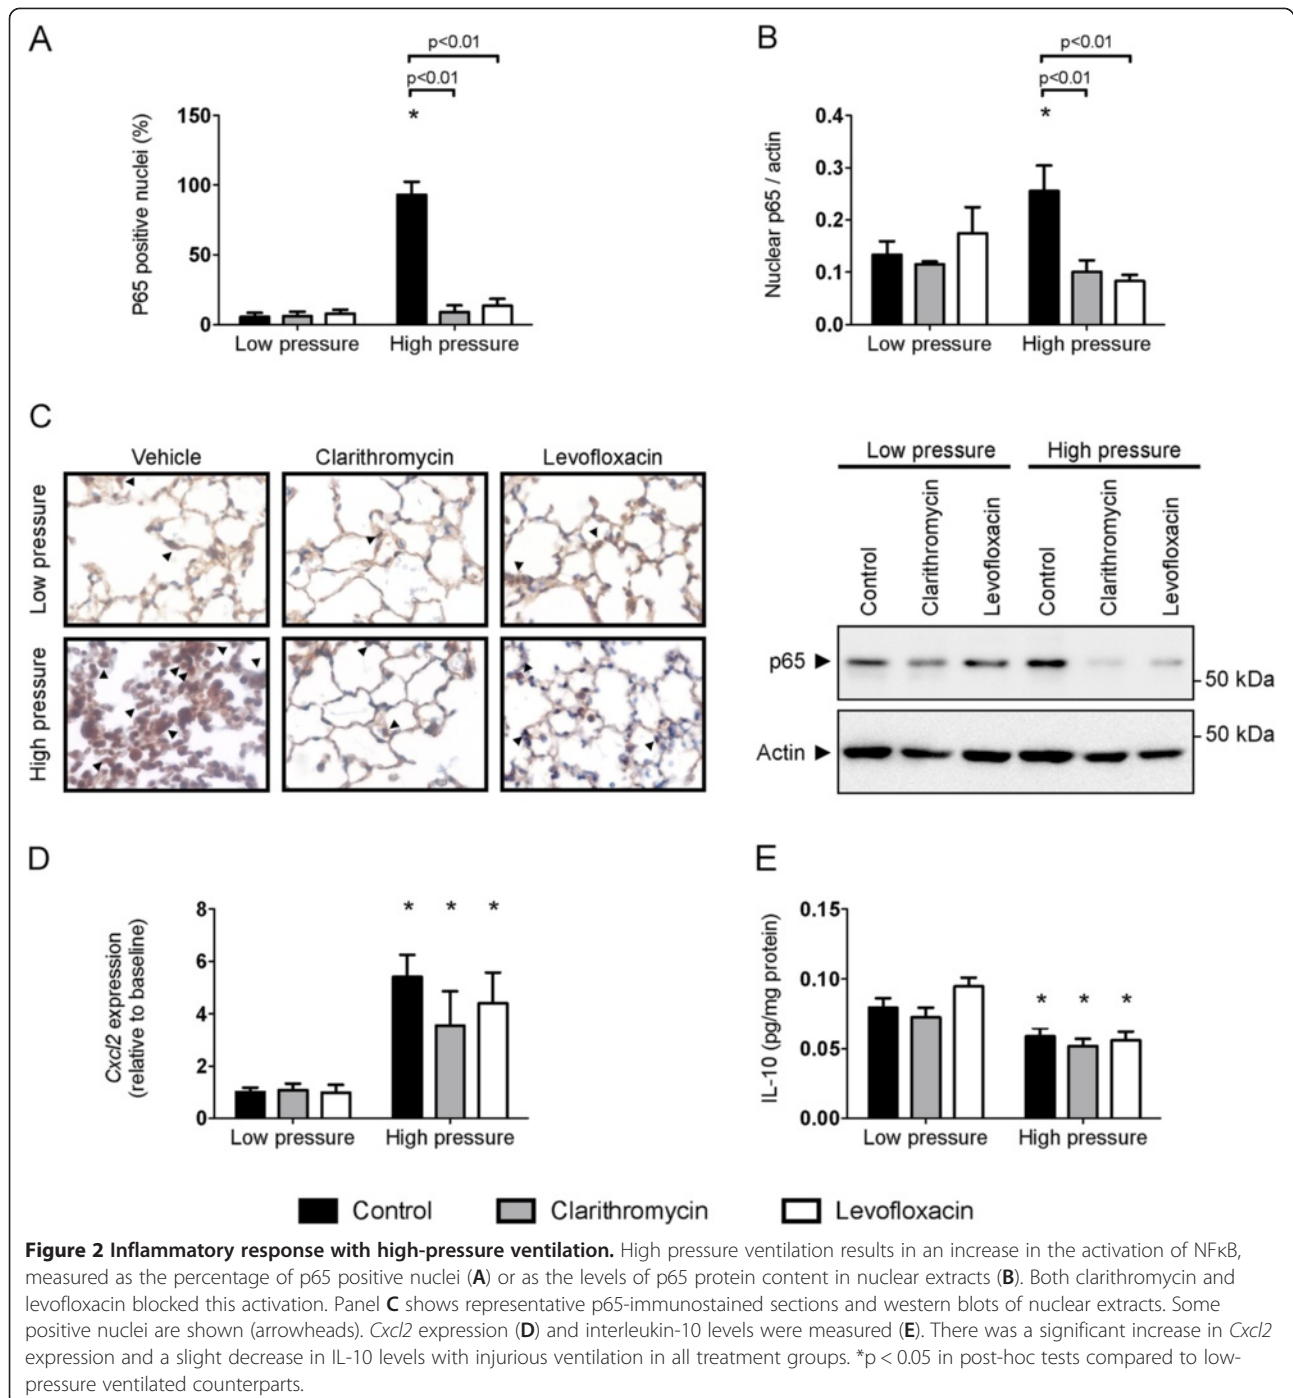 A
p<0.01
p<0.01
*
P65 positive nuclei (%)
150
100
50
0
Low pressure
High pressure
B
p<0.01
p<0.01
*
Nuclear p65 / actin
0.4
0.3
0.2
0.1
0.0
Low pressure
High pressure
C
Vehicle
Clarithromycin
Levofloxacin
Low pressure
High pressure
Low pressure
High pressure
Control
Clarithromycin
Levofloxacin
Control
Clarithromycin
Levofloxacin
p65
50 kDa
Actin
50 kDa
D
Cxcl2 expression
(relative to baseline)
8
6
4
2
0
* * *
Low pressure
High pressure
E
IL-10 (pg/mg protein)
0.15
0.10
0.05
0.00
* * *
Low pressure
High pressure
Control
Clarithromycin
Levofloxacin
Figure 2 Inflammatory response with high-pressure ventilation. High pressure ventilation results in an increase in the activation of NFκB,
measured as the percentage of p65 positive nuclei (A) or as the levels of p65 protein content in nuclear extracts (B). Both clarithromycin and
levofloxacin blocked this activation. Panel C shows representative p65-immunostained sections and western blots of nuclear extracts. Some
positive nuclei are shown (arrowheads). Cxcl2 expression (D) and interleukin-10 levels were measured (E). There was a significant increase in Cxcl2
expression and a slight decrease in IL-10 levels with injurious ventilation in all treatment groups. *p < 0.05 in post-hoc tests compared to low-
pressure ventilated counterparts.